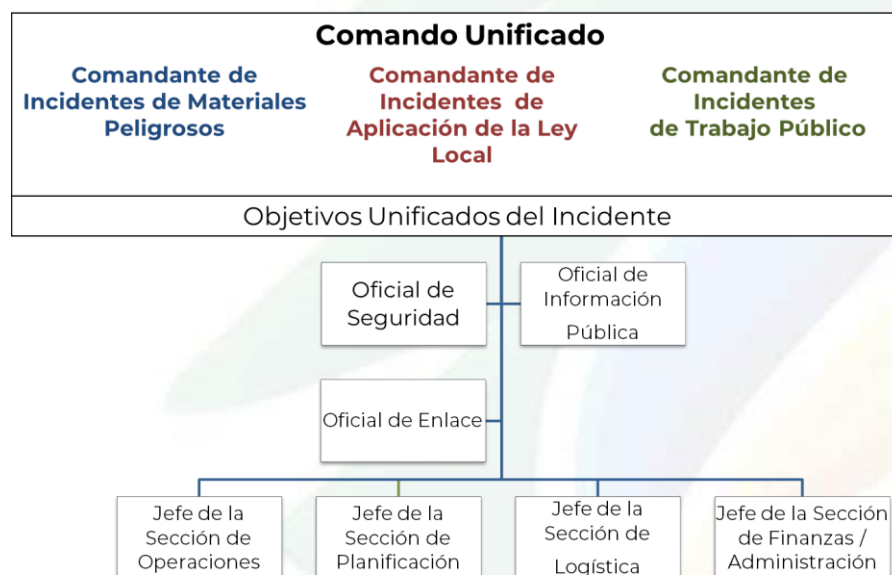 Comando Unificado
Comandante de
Incidentes de Materiales
Peligrosos
Comandante de
Incidentes de
Aplicación de la Ley
Local
Comandante de
Incidentes
de Trabajo Público
Objetivos Unificados del Incidente
Oficial de
Seguridad
Oficial de
Información
Pública
Oficial de Enlace
Jefe de la
Sección de
Operaciones
Jefe de la
Sección de
Planificación
Jefe de la
Sección de
Logística
Jefe de la Sección
de Finanzas /
Administración